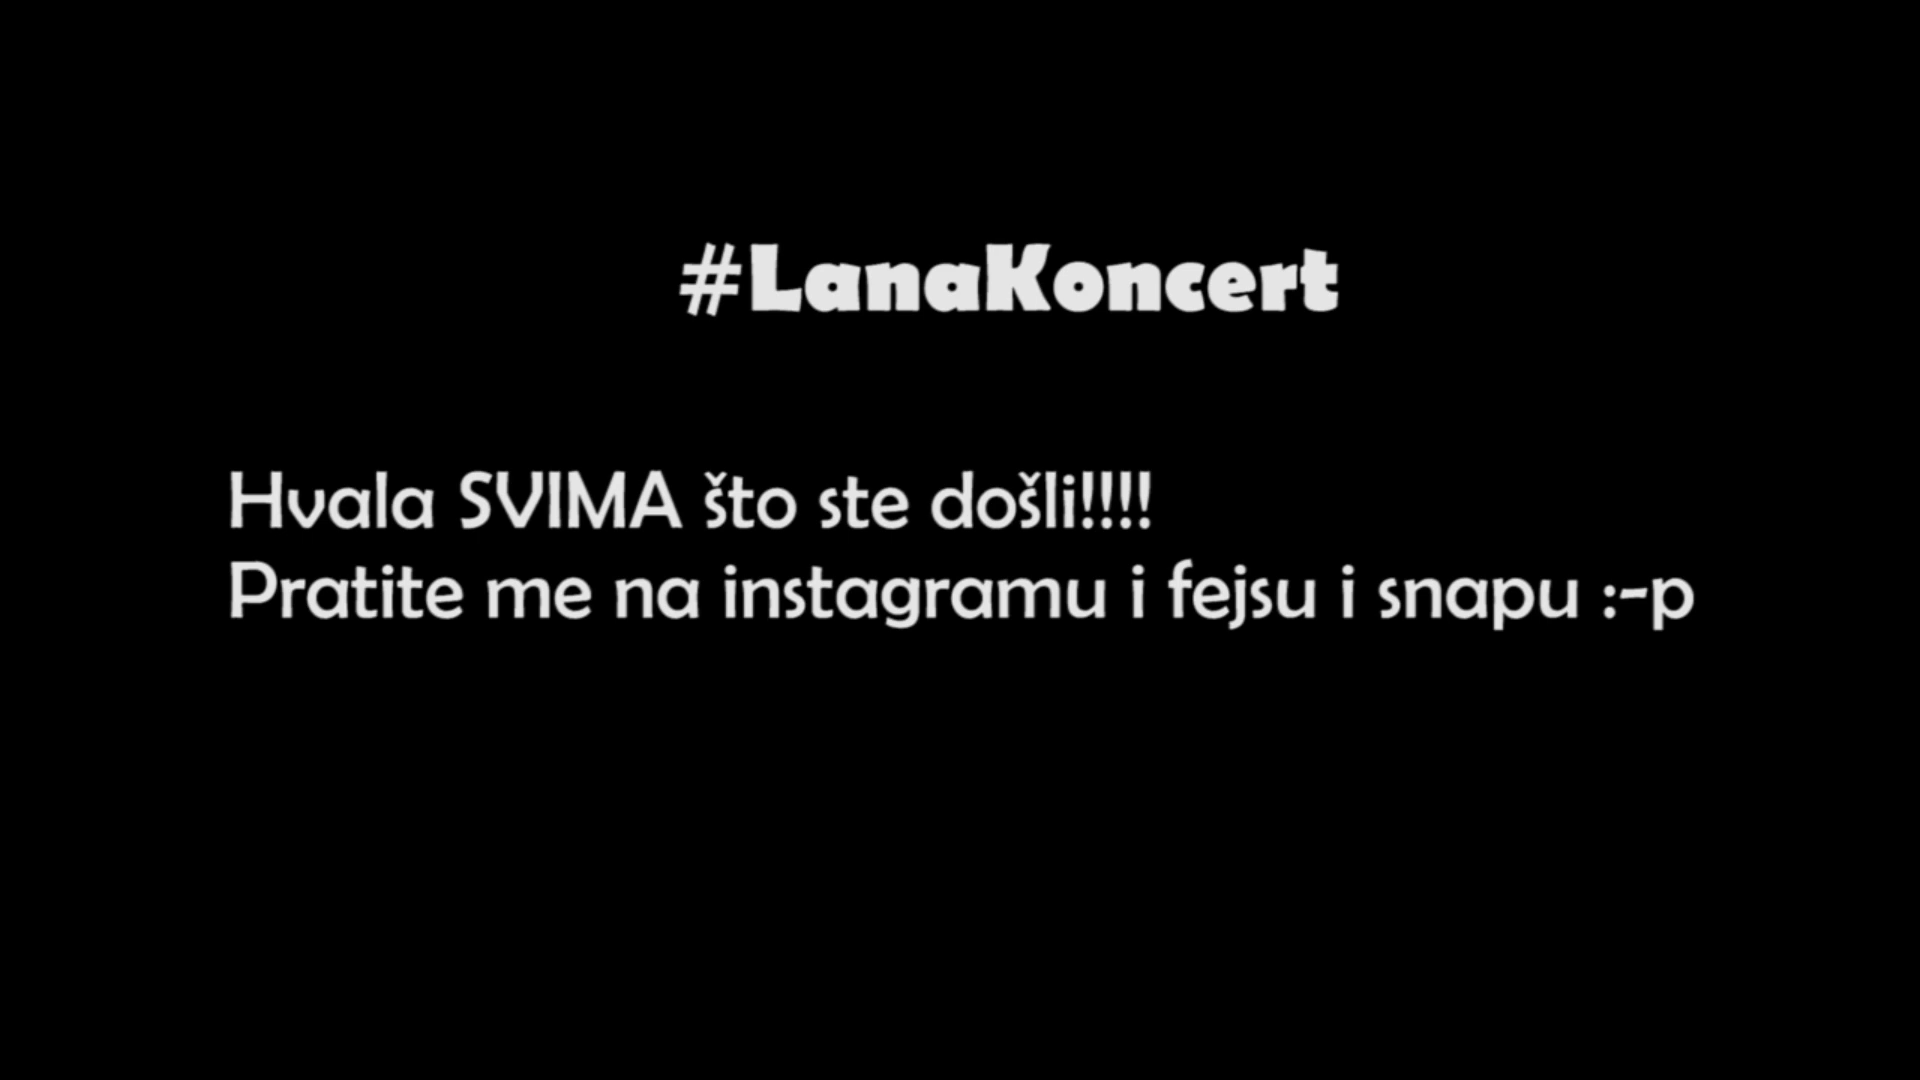 #LanaKoncert
Hvala SVIMA što ste došli!!!!
Pratite me na instagramu i fejsu i snapu :-p